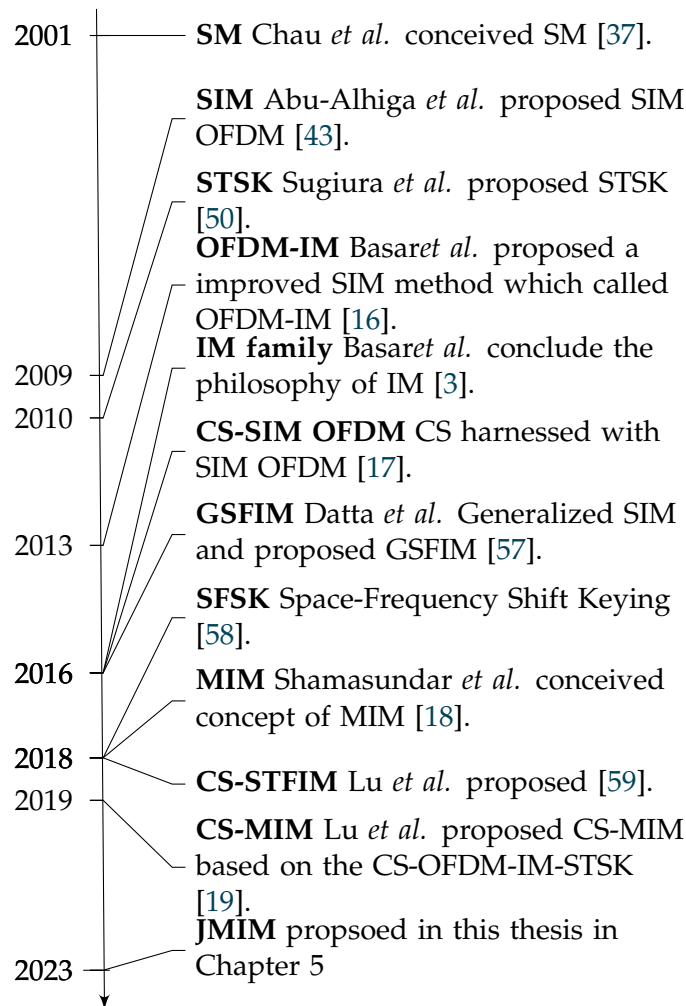 2001
SM Chau et al. conceived SM [37].
SIM Abu-Alhiga et al. proposed SIM
OFDM [43].
STSK Sugiura et al. proposed STSK
[50].
OFDM-IM Basaret al. proposed a
improved SIM method which called
OFDM-IM [16].
IM family Basaret al. conclude the
philosophy of IM [3].
2009
2010
CS-SIM OFDM CS harnessed with
SIM OFDM [17].
GSFIM Datta et al. Generalized SIM
and proposed GSFIM [57].
2013
SFSK Space-Frequency Shift Keying
[58].
2016
MIM Shamasundar et al. conceived
concept of MIM [18].
2018
CS-STFIM Lu et al. proposed [59].
2019
CS-MIM Lu et al. proposed CS-MIM
based on the CS-OFDM-IM-STSK
[19].
JMIM propsoed in this thesis in
Chapter 5
2023